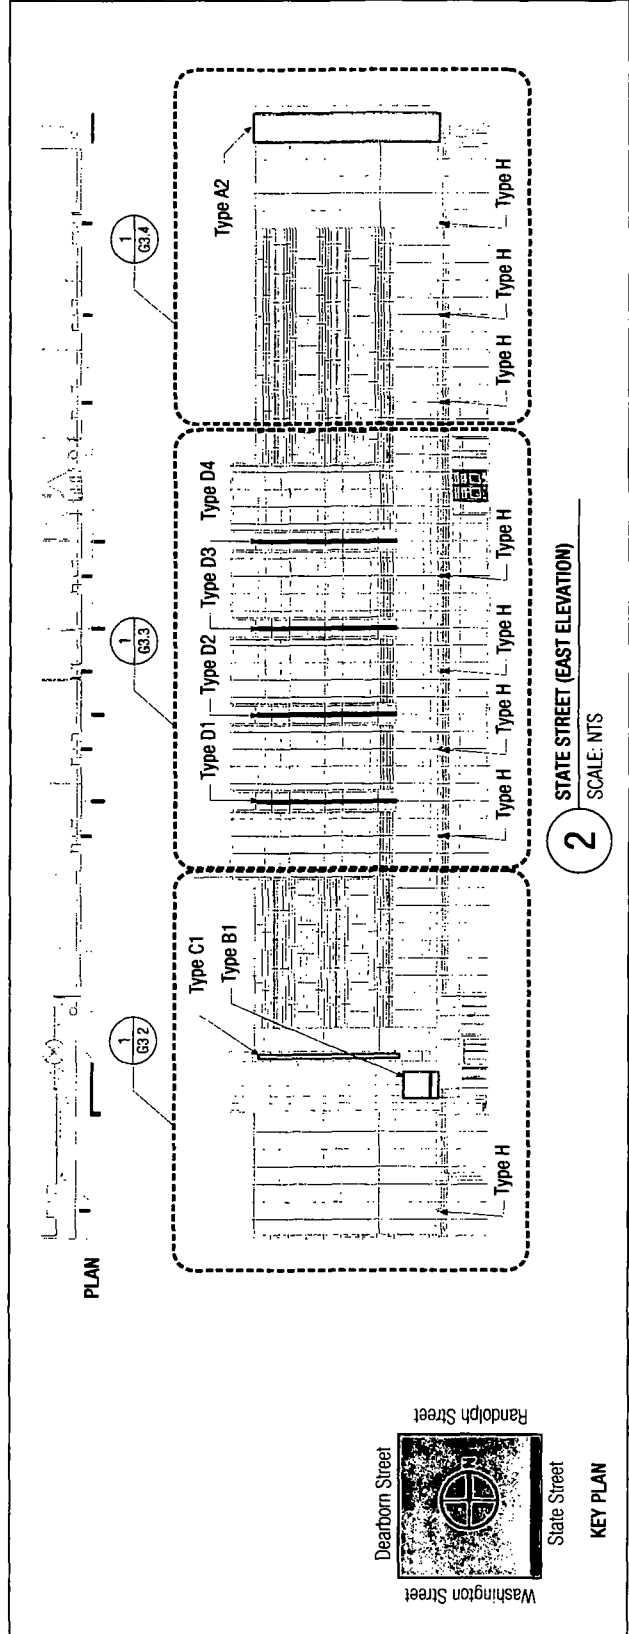 PLAN
1
G3 2
1
G3.3
1
G3.4
Type C1
Type B1
Type D1
Type D2
Type D3
Type D4
Type A2
Type H
Type H
Type H
Type H
Type H
Type H
Type H
Type H
2
STATE STREET (EAST ELEVATION)
SCALE: NTS
Dearborn Street
Washington Street
Randolph Street
N
State Street
KEY PLAN